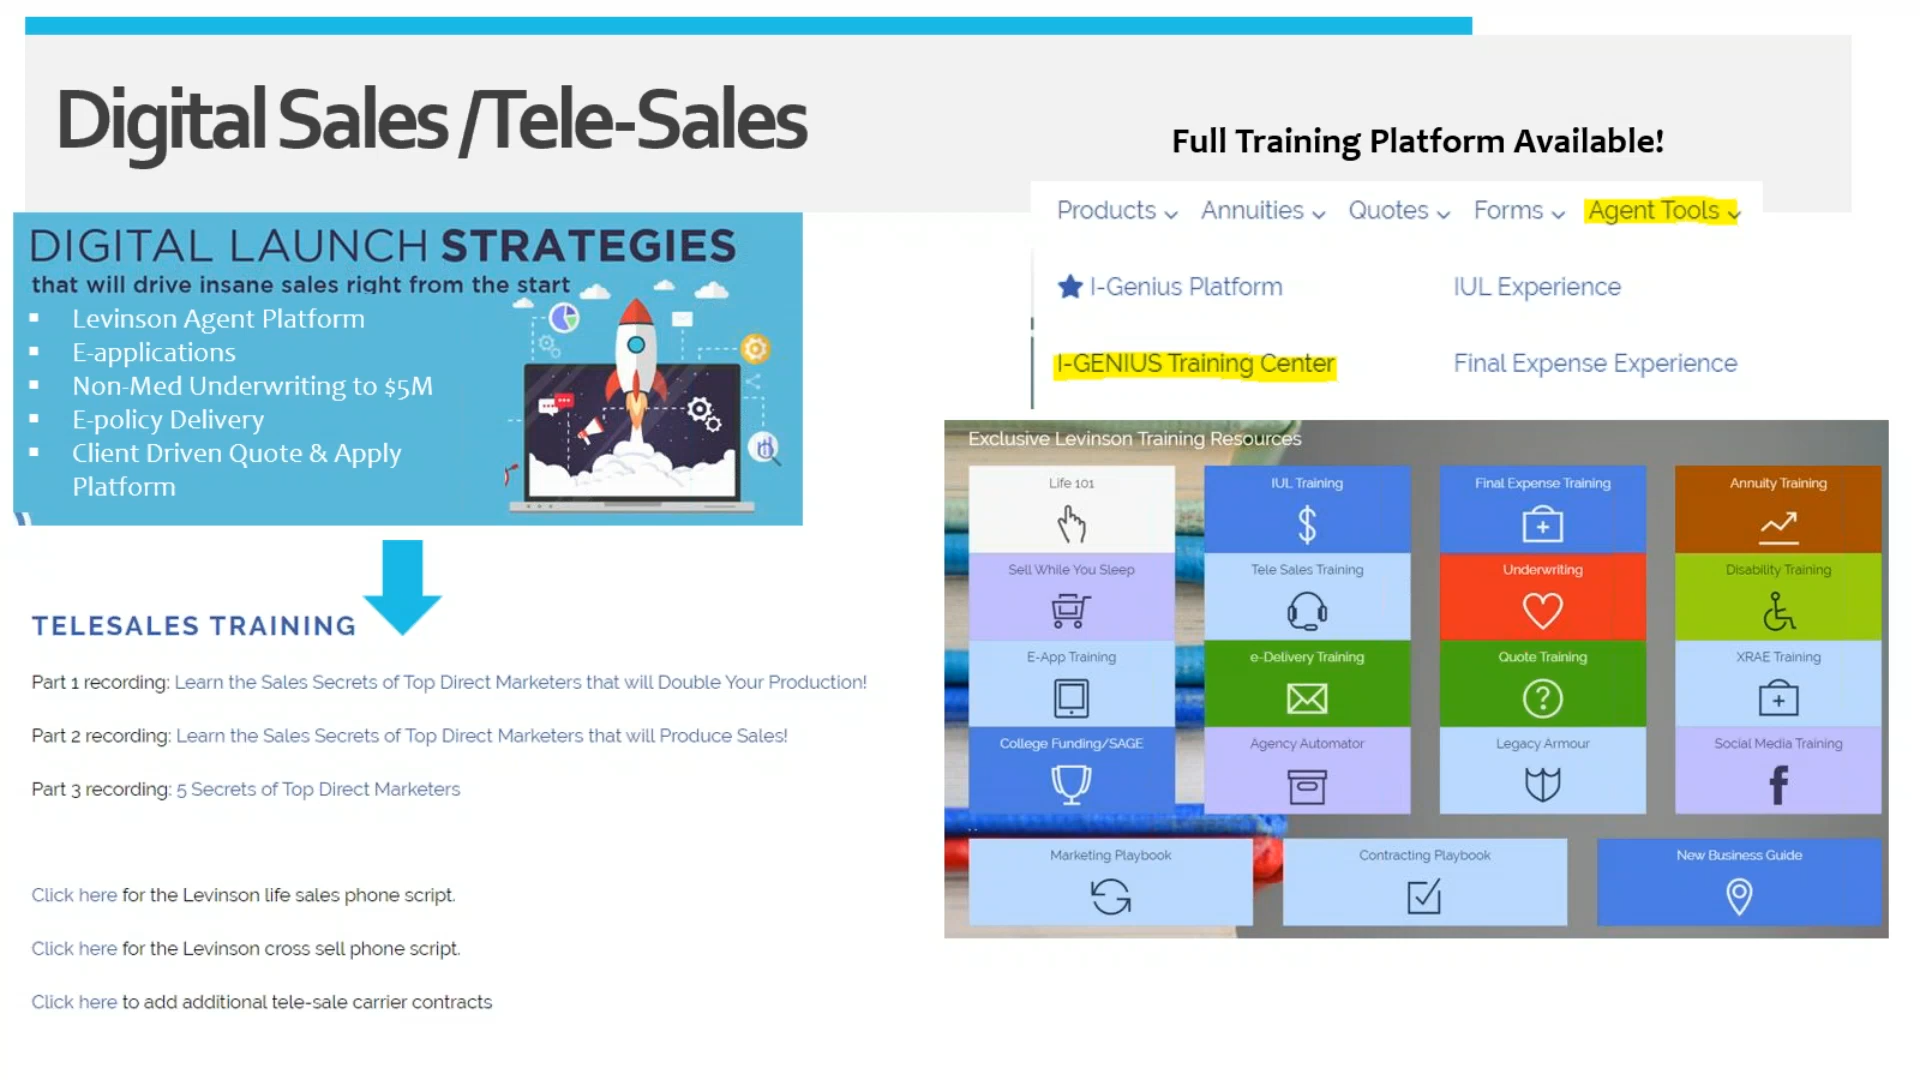 Digital Sales /Tele-Sales
Full Training Platform Available!
Products Annuities Quotes Forms Agent Tools
I-Genius Platform IUL Experience
I-GENIUS Training Center Final Expense Experience
DIGITAL LAUNCH STRATEGIES
that will drive insane sales right from the start
▪ Levinson Agent Platform
▪ E-applications
▪ Non-Med Underwriting to $5M
▪ E-policy Delivery
▪ Client Driven Quote & Apply
Platform
TELESALES TRAINING
Part 1 recording: Learn the Sales Secrets of Top Direct Marketers that will Double Your Production!
Part 2 recording: Learn the Sales Secrets of Top Direct Marketers that will Produce Sales!
Part 3 recording: 5 Secrets of Top Direct Marketers
Click here for the Levinson life sales phone script.
Click here for the Levinson cross sell phone script.
Click here to add additional tele-sale carrier contracts
Exclusive Levinson Training Resources
Life 101 IUL Training Final Expense Training Annuity Training
Sell While You Sleep Tele Sales Training Underwriting Disability Training
E-App Training e-Delivery Training Quote Training XRAE Training
College Funding/SAGE Agency Automator Legacy Armour Social Media Training
Marketing Playbook Contracting Playbook New Business Guide